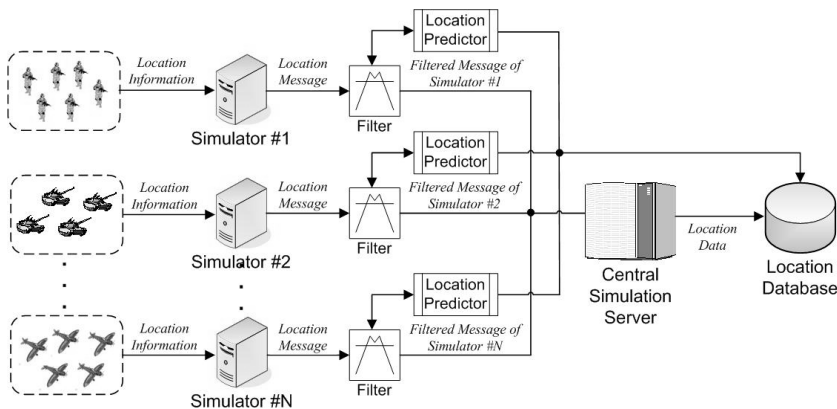 Location
Predictor
Location
Information
Location
Message
Filtered Message of
Simulator #1
Simulator #1
Filter
Location
Predictor
Location
Information
Location
Message
Filtered Message of
Simulator #2
Simulator #2
Filter
Location
Data
Central
Simulation
Server
Location
Database
Location
Predictor
Location
Information
Location
Message
Filtered Message of
Simulator #N
Simulator #N
Filter